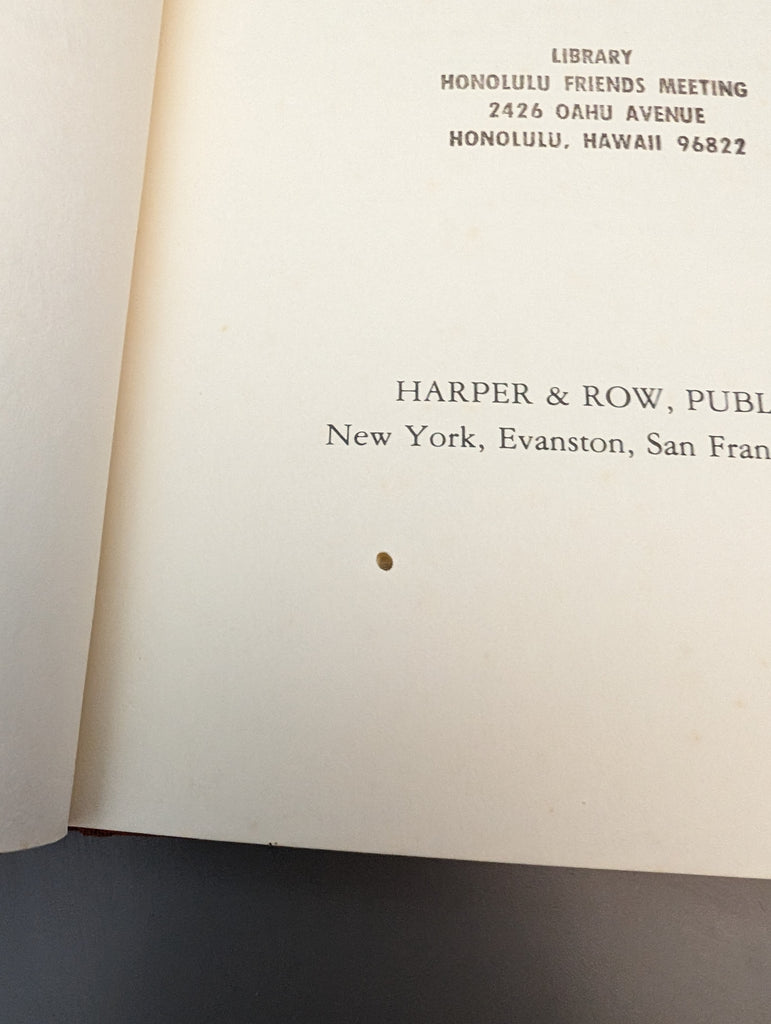 LIBRARY
HONOLULU FRIENDS MEETING
2426 OAHU AVENUE
HONOLULU, HAWAII 96822
HARPER & ROW, PUBL
New York, Evanston, San Fran